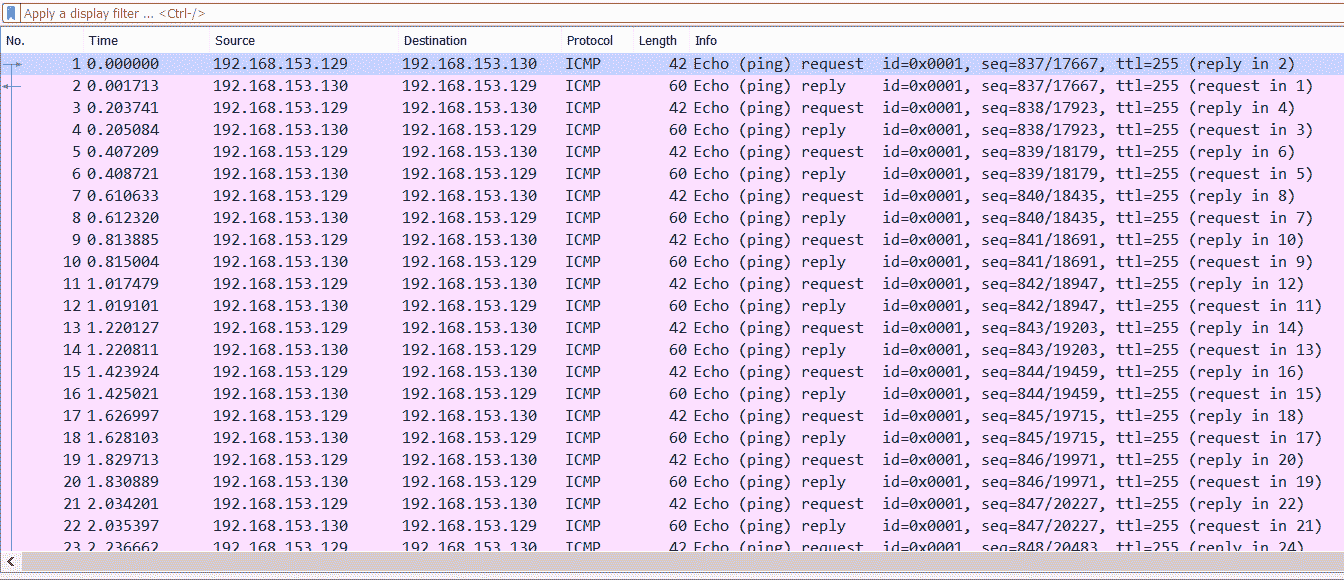 Apply a display filter ... <Ctrl-/>
No. Time Source Destination Protocol Length Info
1 0.000000 192.168.153.129 192.168.153.130 ICMP 42 Echo (ping) request id=0x0001, seq=837/17667, ttl=255 (reply in 2)
2 0.001713 192.168.153.130 192.168.153.129 ICMP 60 Echo (ping) reply id=0x0001, seq=837/17667, ttl=255 (request in 1)
3 0.203741 192.168.153.129 192.168.153.130 ICMP 42 Echo (ping) request id=0x0001, seq=838/17923, ttl=255 (reply in 4)
4 0.205084 192.168.153.130 192.168.153.129 ICMP 60 Echo (ping) reply id=0x0001, seq=838/17923, ttl=255 (request in 3)
5 0.407209 192.168.153.129 192.168.153.130 ICMP 42 Echo (ping) request id=0x0001, seq=839/18179, ttl=255 (reply in 6)
6 0.408721 192.168.153.130 192.168.153.129 ICMP 60 Echo (ping) reply id=0x0001, seq=839/18179, ttl=255 (request in 5)
7 0.610633 192.168.153.129 192.168.153.130 ICMP 42 Echo (ping) request id=0x0001, seq=840/18435, ttl=255 (reply in 8)
8 0.612320 192.168.153.130 192.168.153.129 ICMP 60 Echo (ping) reply id=0x0001, seq=840/18435, ttl=255 (request in 7)
9 0.813885 192.168.153.129 192.168.153.130 ICMP 42 Echo (ping) request id=0x0001, seq=841/18691, ttl=255 (reply in 10)
10 0.815004 192.168.153.130 192.168.153.129 ICMP 60 Echo (ping) reply id=0x0001, seq=841/18691, ttl=255 (request in 9)
11 1.017479 192.168.153.129 192.168.153.130 ICMP 42 Echo (ping) request id=0x0001, seq=842/18947, ttl=255 (reply in 12)
12 1.019101 192.168.153.130 192.168.153.129 ICMP 60 Echo (ping) reply id=0x0001, seq=842/18947, ttl=255 (request in 11)
13 1.220127 192.168.153.129 192.168.153.130 ICMP 42 Echo (ping) request id=0x0001, seq=843/19203, ttl=255 (reply in 14)
14 1.220811 192.168.153.130 192.168.153.129 ICMP 60 Echo (ping) reply id=0x0001, seq=843/19203, ttl=255 (request in 13)
15 1.423924 192.168.153.129 192.168.153.130 ICMP 42 Echo (ping) request id=0x0001, seq=844/19459, ttl=255 (reply in 16)
16 1.425021 192.168.153.130 192.168.153.129 ICMP 60 Echo (ping) reply id=0x0001, seq=844/19459, ttl=255 (request in 15)
17 1.626997 192.168.153.129 192.168.153.130 ICMP 42 Echo (ping) request id=0x0001, seq=845/19715, ttl=255 (reply in 18)
18 1.628103 192.168.153.130 192.168.153.129 ICMP 60 Echo (ping) reply id=0x0001, seq=845/19715, ttl=255 (request in 17)
19 1.829713 192.168.153.129 192.168.153.130 ICMP 42 Echo (ping) request id=0x0001, seq=846/19971, ttl=255 (reply in 20)
20 1.830889 192.168.153.130 192.168.153.129 ICMP 60 Echo (ping) reply id=0x0001, seq=846/19971, ttl=255 (request in 19)
21 2.034201 192.168.153.129 192.168.153.130 ICMP 42 Echo (ping) request id=0x0001, seq=847/20227, ttl=255 (reply in 22)
22 2.035397 192.168.153.130 192.168.153.129 ICMP 60 Echo (ping) reply id=0x0001, seq=847/20227, ttl=255 (request in 21)
23 2.236662 192.168.153.129 192.168.153.130 ICMP 42 Echo (ping) request id=0x0001, seq=848/20483, ttl=255 (reply in 24)